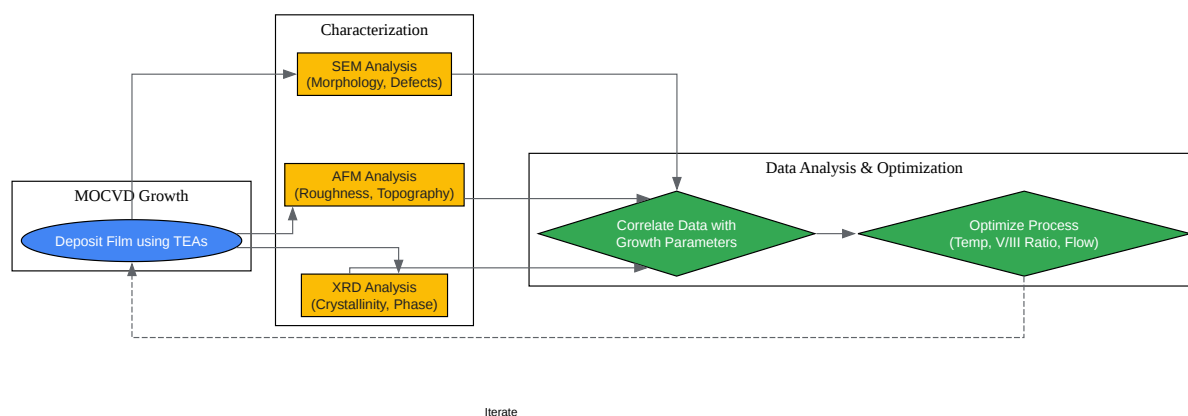 Characterization
SEM Analysis
(Morphology, Defects)
AFM Analysis
(Roughness, Topography)
XRD Analysis
(Crystallinity, Phase)
MOCVD Growth
Deposit Film using TEAs
Data Analysis & Optimization
Correlate Data with
Growth Parameters
Optimize Process
(Temp, V/III Ratio, Flow)
Iterate